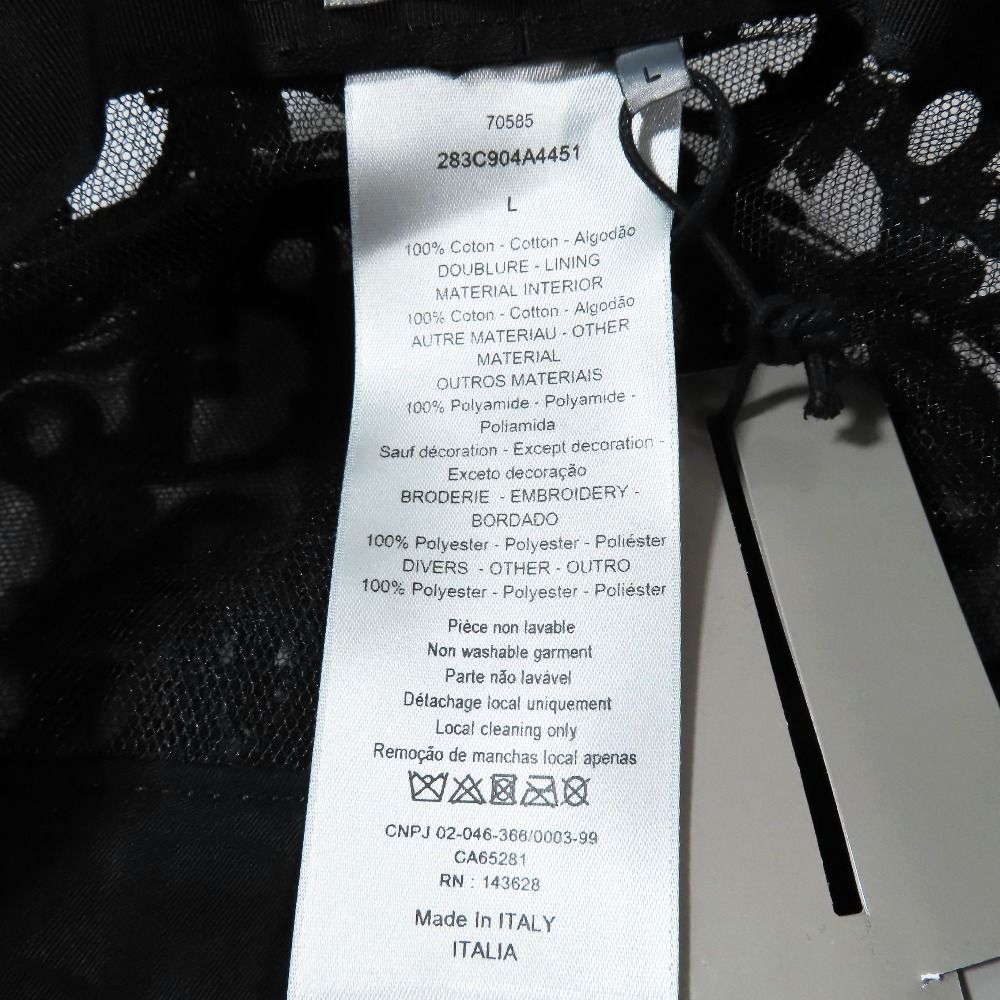 L
70585
283C904A4451
L
100% Coton - Cotton - Algodão
DOUBLURE - LINING
MATERIAL INTERIOR
100% Coton - Cotton - Algodão
AUTRE MATERIAU - OTHER
MATERIAL
OUTROS MATERIAIS
100% Polyamide - Polyamide -
Poliamida
Sauf décoration - Except decoration -
Exceto decoração
BRODERIE - EMBROIDERY -
BORDADO
100% Polyester - Polyester - Poliéster
DIVERS - OTHER - OUTRO
100% Polyester - Polyester - Poliéster
Pièce non lavable
Non washable garment
Parte não lavável
Détachage local uniquement
Local cleaning only
Remoção de manchas local apenas
CNPJ 02-046-366/0003-99
CA65281
RN : 143628
Made In ITALY
ITALIA